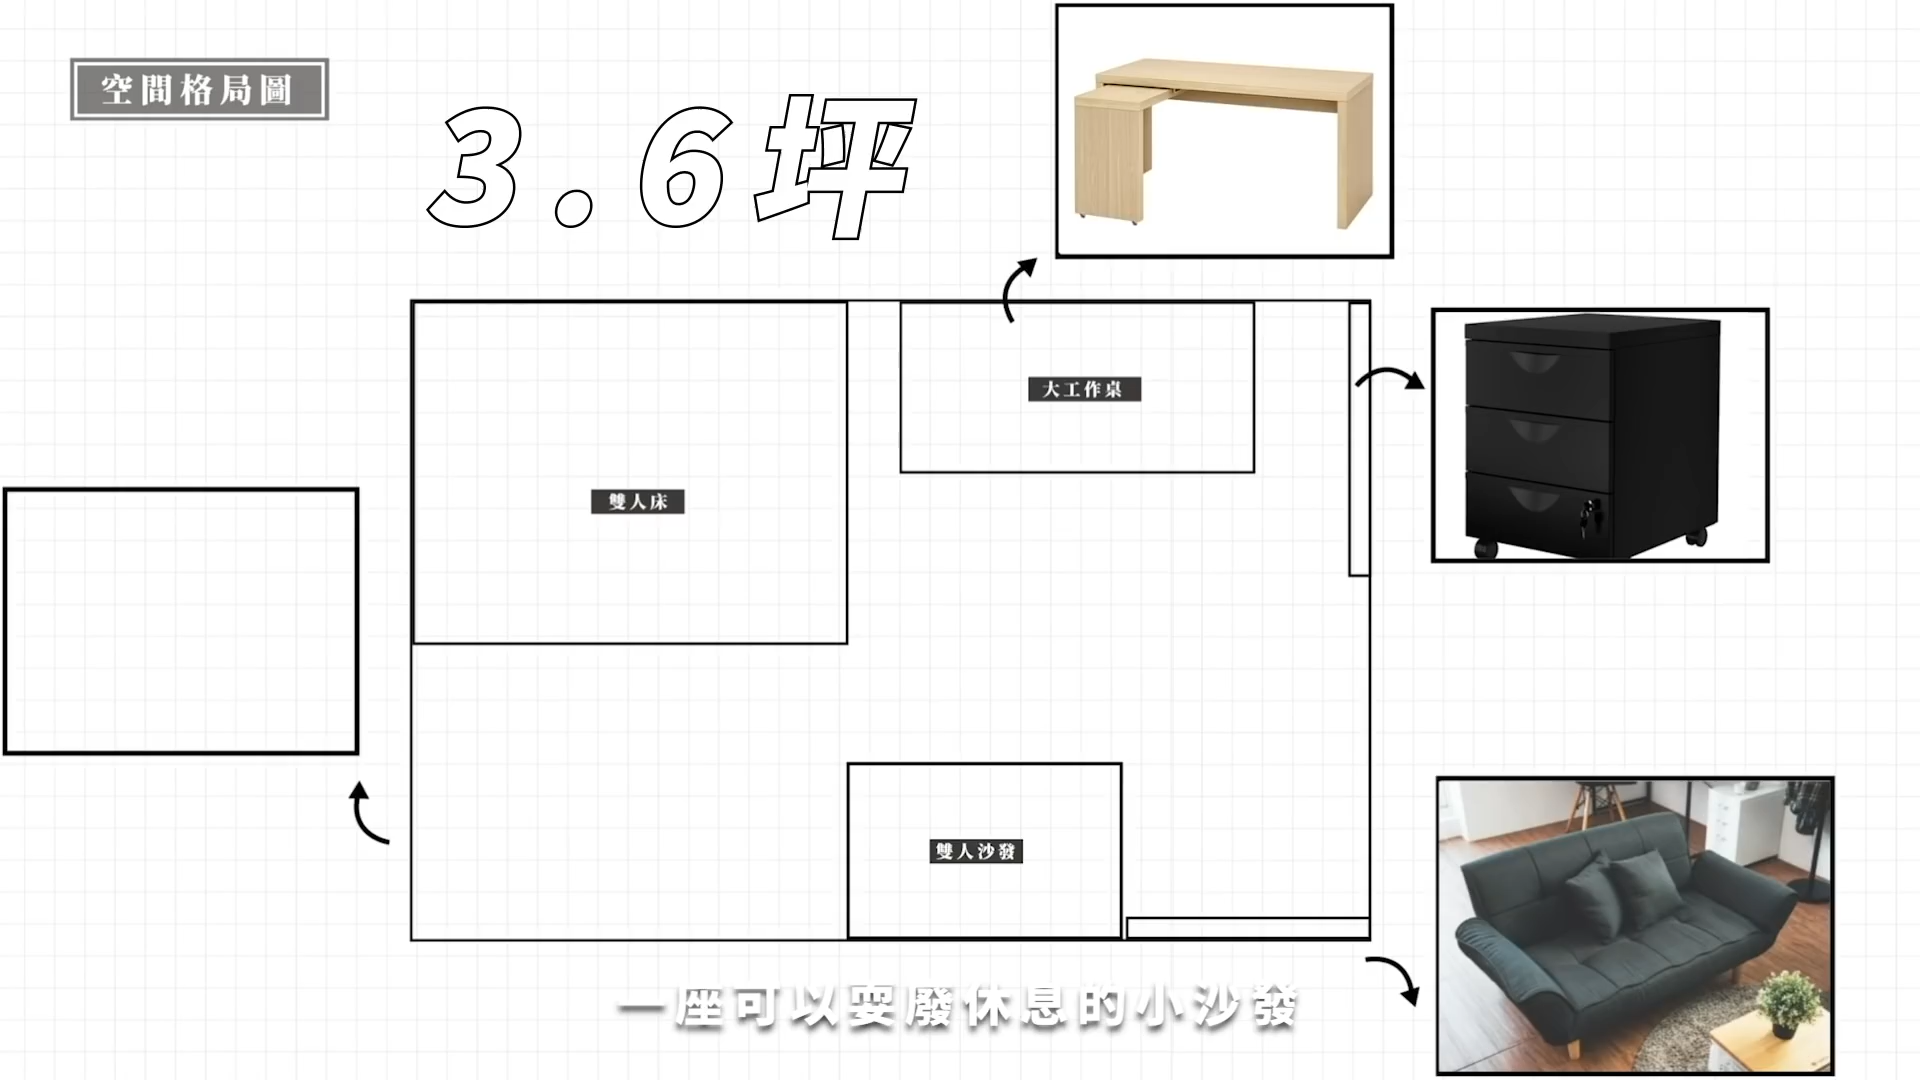 空間格局圖
3.6坪
大工作桌
雙人床
雙人沙發
一座可以耍廢休息的小沙發